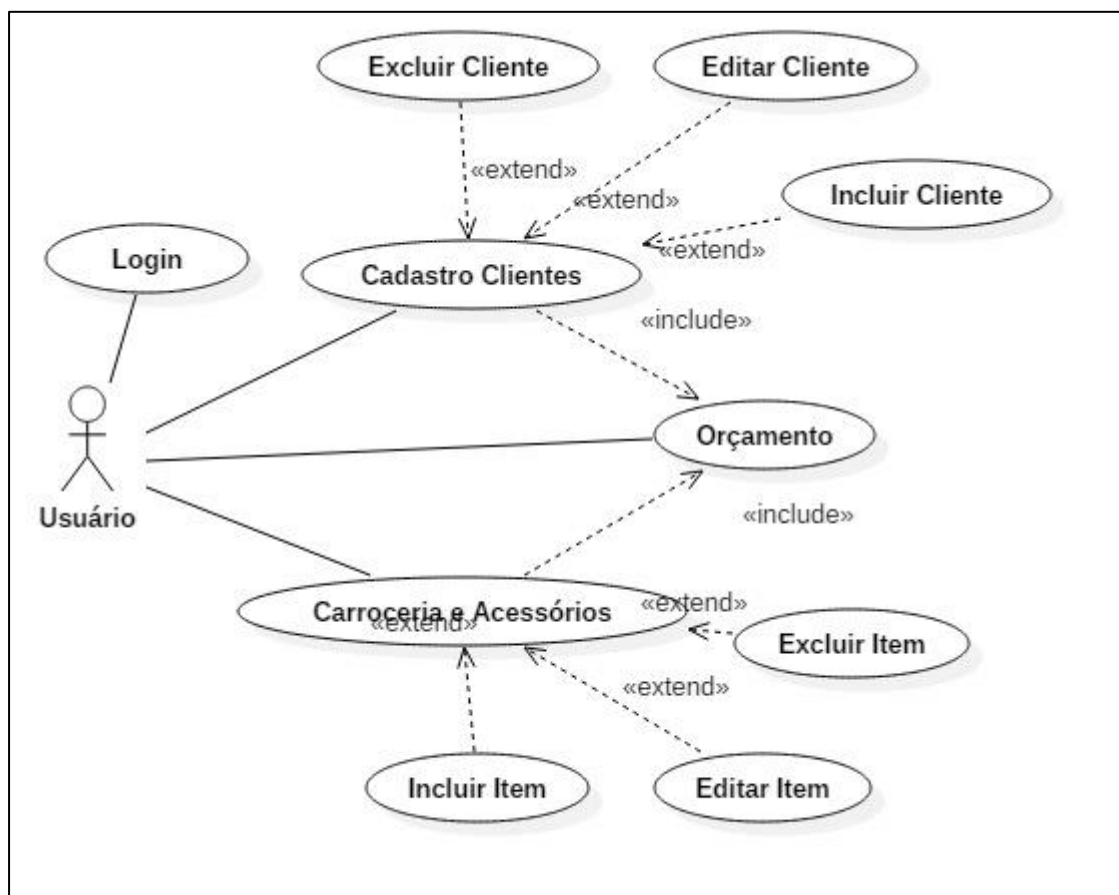 Excluir Cliente
Editar Cliente
«extend»
Incluir Cliente
«extend»
«extend»
Login
Cadastro Clientes
«include»
Orçamento
Usuário
«include»
Carroceria e Acessórios
«extend»
«extend»
Excluir Item
«extend»
Incluir Item
Editar Item